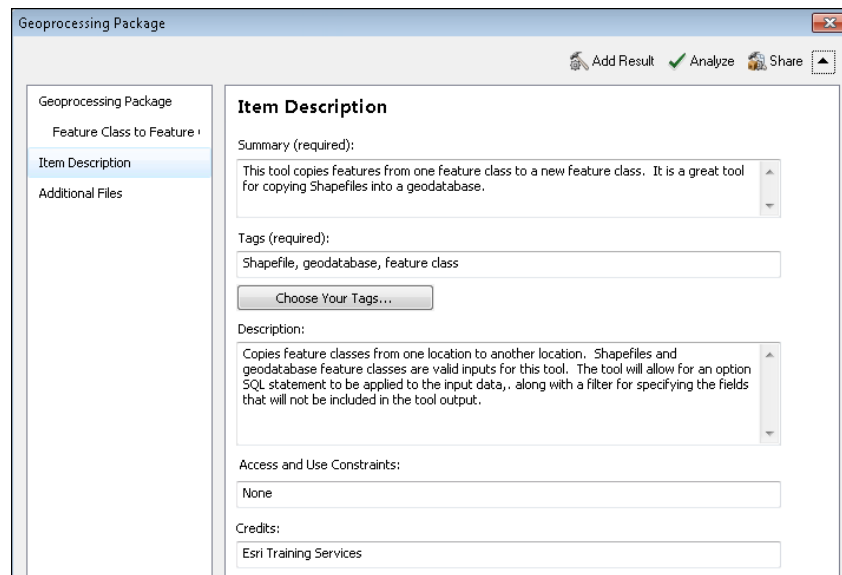 Geoprocessing Package
Add Result Analyze Share
Geoprocessing Package
Feature Class to Feature
Item Description
Additional Files
Item Description
Summary (required):
This tool copies features from one feature class to a new feature class. It is a great tool
for copying Shapefiles into a geodatabase.
Tags (required):
Shapefile, geodatabase, feature class
Choose Your Tags...
Description:
Copies feature classes from one location to another location. Shapefiles and
geodatabase feature classes are valid inputs for this tool. The tool will allow for an option
SQL statement to be applied to the input data,. along with a filter for specifying the fields
that will not be included in the tool output.
Access and Use Constraints:
None
Credits:
Esri Training Services